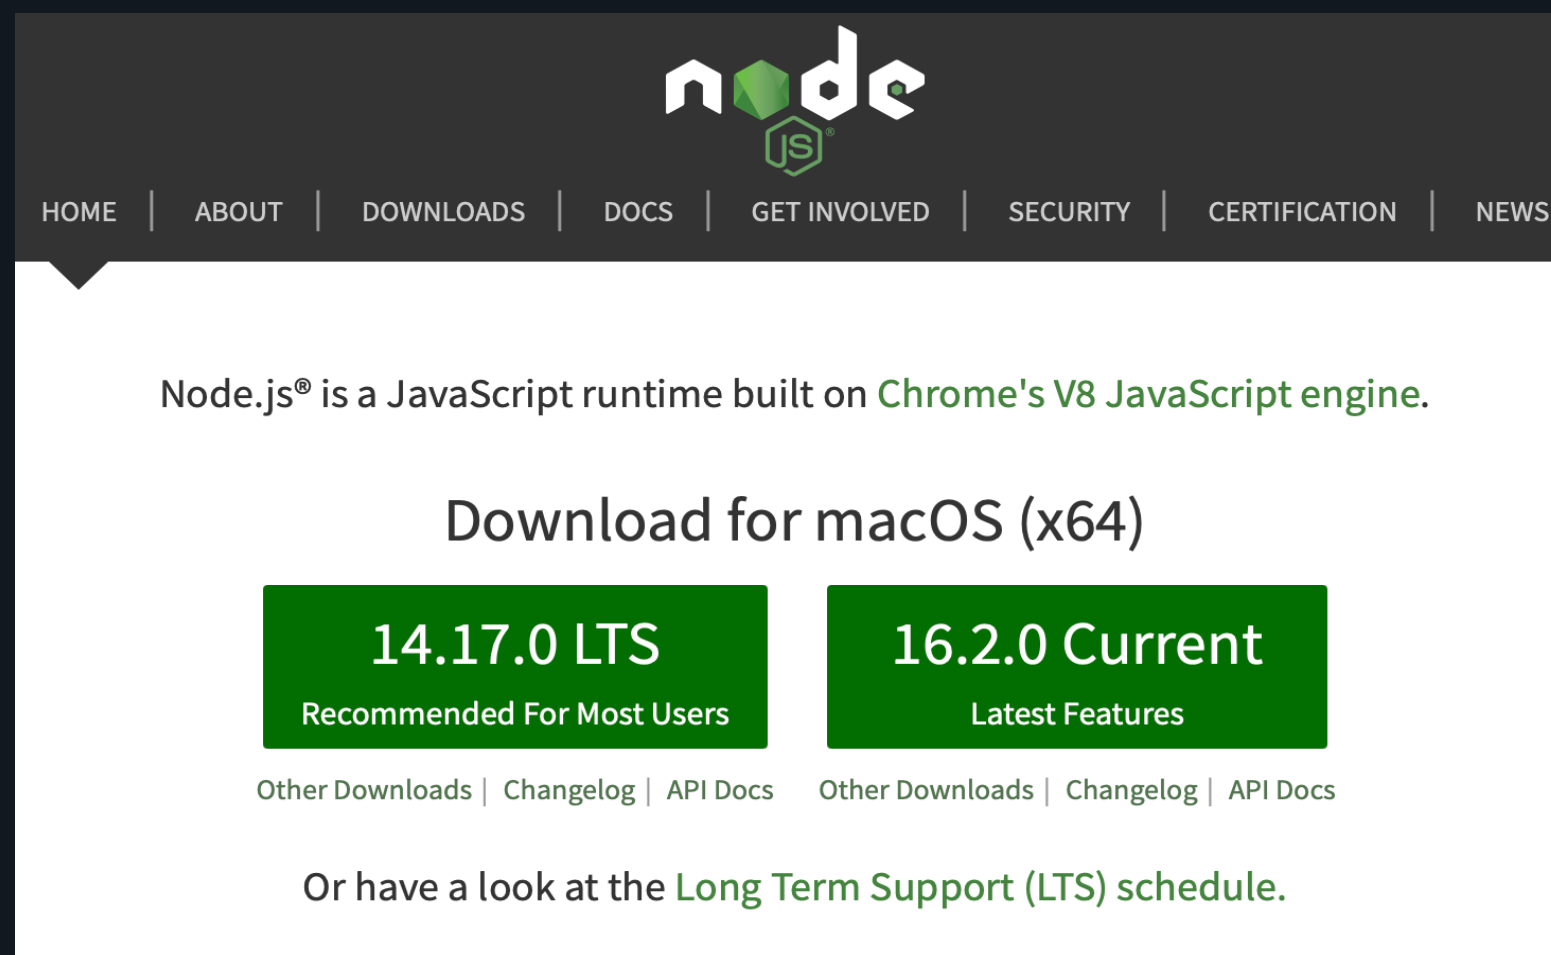 node
JS®
HOME | ABOUT | DOWNLOADS | DOCS | GET INVOLVED | SECURITY | CERTIFICATION | NEWS
Node.js® is a JavaScript runtime built on Chrome's V8 JavaScript engine.
Download for macOS (x64)
14.17.0 LTS
Recommended For Most Users
16.2.0 Current
Latest Features
Other Downloads | Changelog | API Docs
Other Downloads | Changelog | API Docs
Or have a look at the Long Term Support (LTS) schedule.